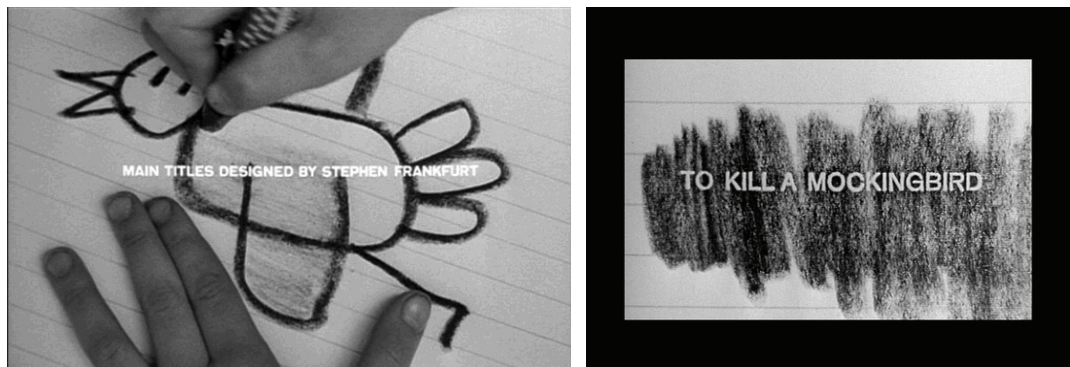 MAIN TITLES DESIGNED BY STEPHEN FRANKFURT
TO KILL A MOCKINGBIRD